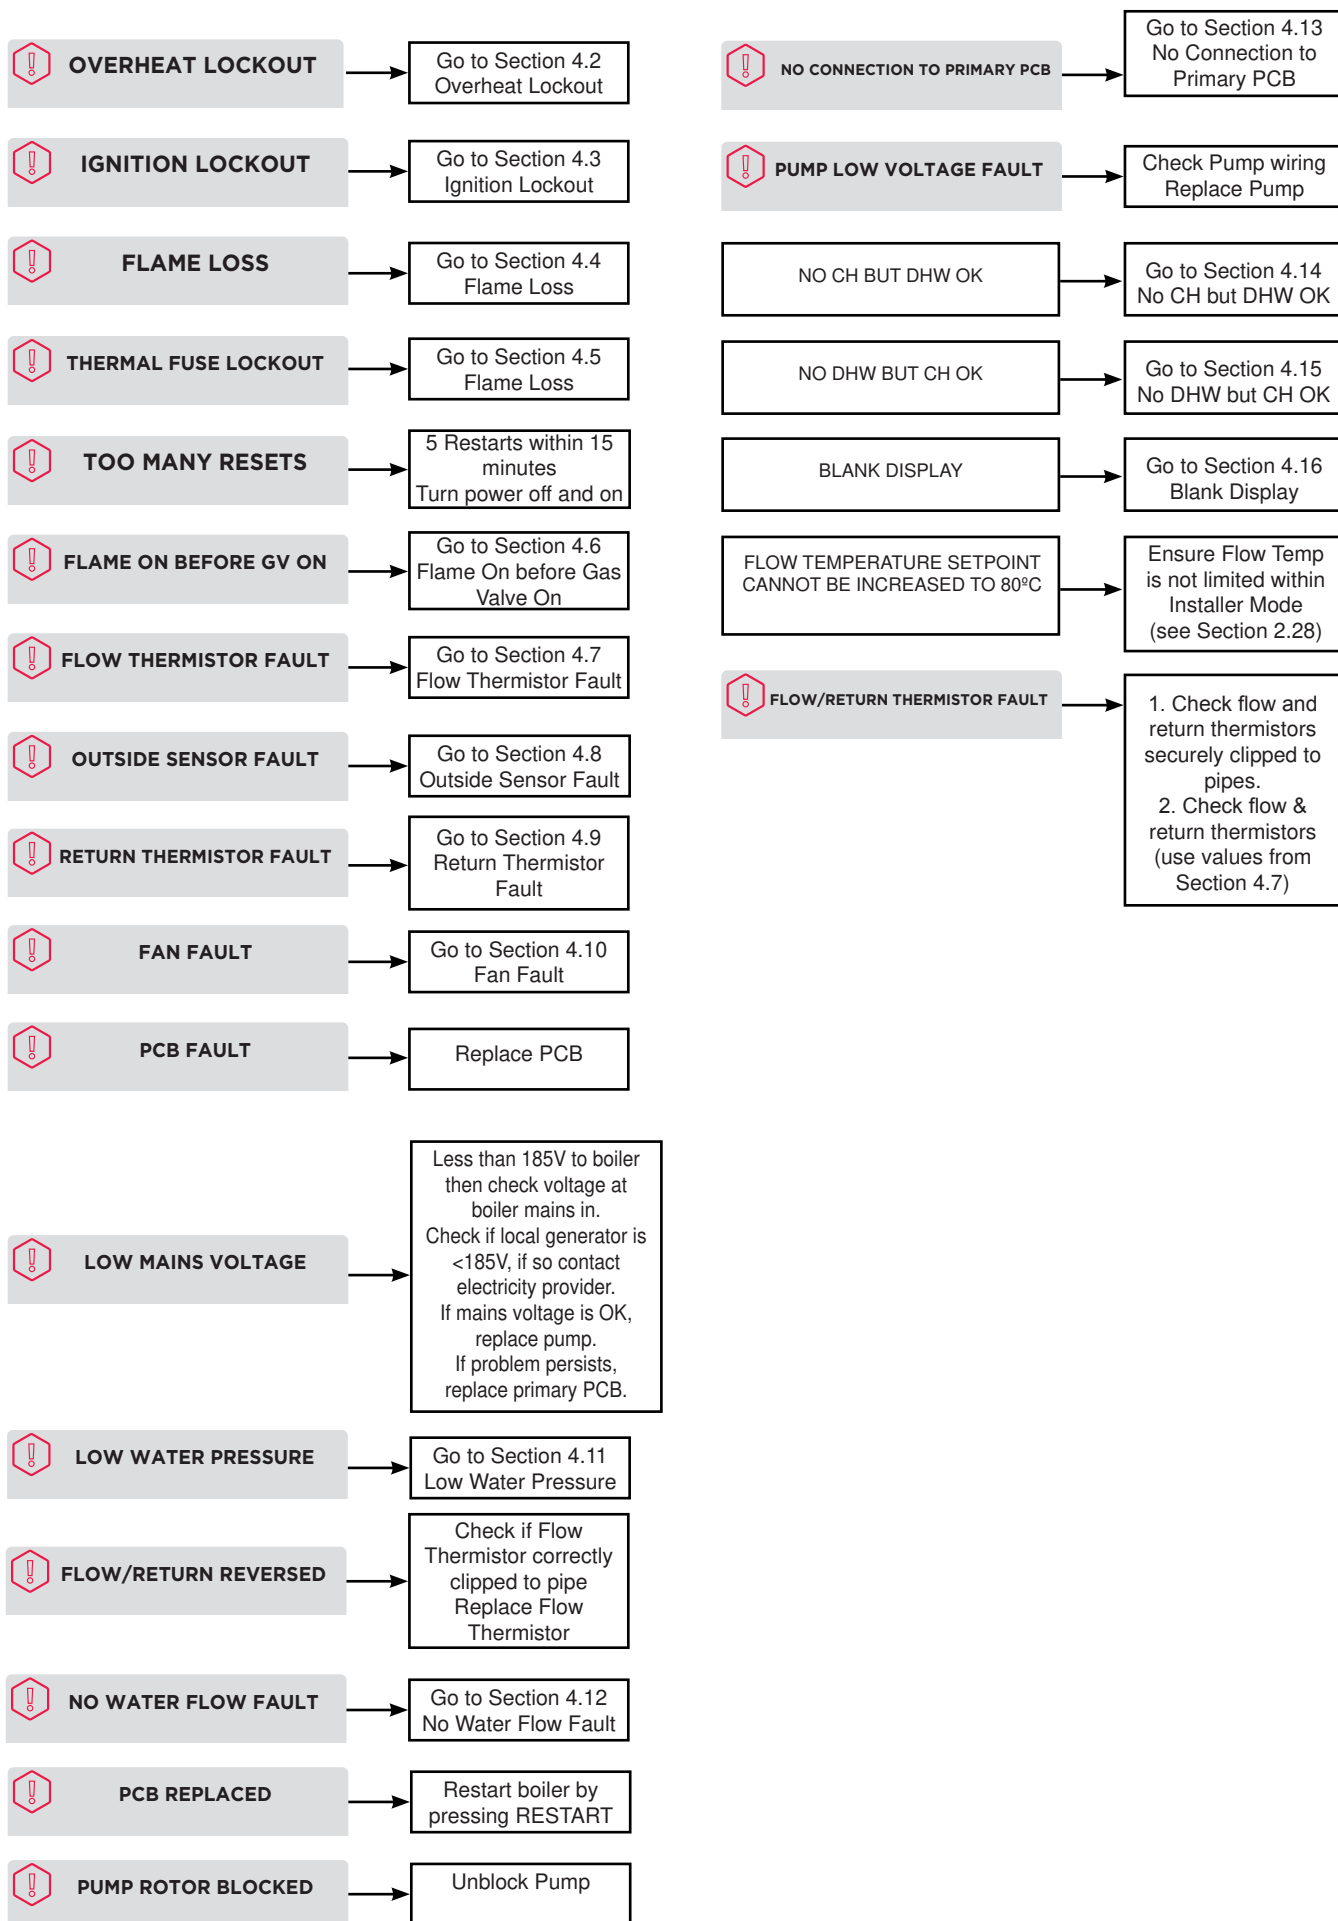 OVERHEAT LOCKOUT
Go to Section 4.2
Overheat Lockout
IGNITION LOCKOUT
Go to Section 4.3
Ignition Lockout
FLAME LOSS
Go to Section 4.4
Flame Loss
THERMAL FUSE LOCKOUT
Go to Section 4.5
Flame Loss
TOO MANY RESETS
5 Restarts within 15
minutes
Turn power off and on
FLAME ON BEFORE GV ON
Go to Section 4.6
Flame On before Gas
Valve On
FLOW THERMISTOR FAULT
Go to Section 4.7
Flow Thermistor Fault
OUTSIDE SENSOR FAULT
Go to Section 4.8
Outside Sensor Fault
RETURN THERMISTOR FAULT
Go to Section 4.9
Return Thermistor
Fault
FAN FAULT
Go to Section 4.10
Fan Fault
PCB FAULT
Replace PCB
LOW MAINS VOLTAGE
Less than 185V to boiler
then check voltage at
boiler mains in.
Check if local generator is
<185V, if so contact
electricity provider.
If mains voltage is OK,
replace pump.
If problem persists,
replace primary PCB.
LOW WATER PRESSURE
Go to Section 4.11
Low Water Pressure
FLOW/RETURN REVERSED
Check if Flow
Thermistor correctly
clipped to pipe
Replace Flow
Thermistor
NO WATER FLOW FAULT
Go to Section 4.12
No Water Flow Fault
PCB REPLACED
Restart boiler by
pressing RESTART
PUMP ROTOR BLOCKED
Unblock Pump
NO CONNECTION TO PRIMARY PCB
Go to Section 4.13
No Connection to
Primary PCB
PUMP LOW VOLTAGE FAULT
Check Pump wiring
Replace Pump
NO CH BUT DHW OK
Go to Section 4.14
No CH but DHW OK
NO DHW BUT CH OK
Go to Section 4.15
No DHW but CH OK
BLANK DISPLAY
Go to Section 4.16
Blank Display
FLOW TEMPERATURE SETPOINT
CANNOT BE INCREASED TO 80ºC
Ensure Flow Temp
is not limited within
Installer Mode
(see Section 2.28)
FLOW/RETURN THERMISTOR FAULT
1. Check flow and
return thermistors
securely clipped to
pipes.
2. Check flow &
return thermistors
(use values from
Section 4.7)